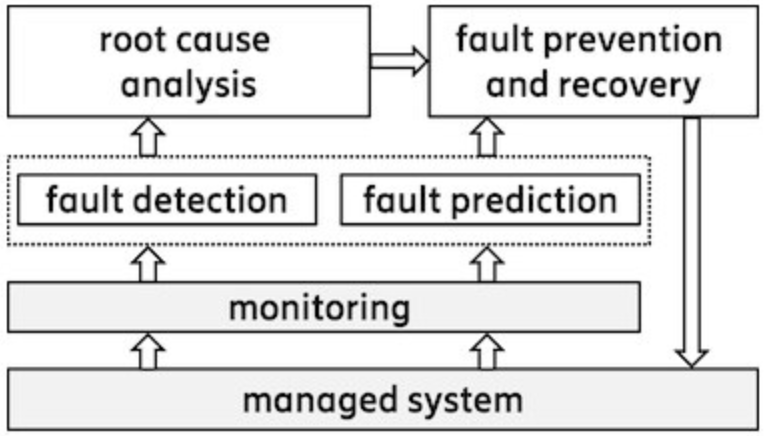 root cause
analysis
fault prevention
and recovery
fault detection
fault prediction
monitoring
managed system